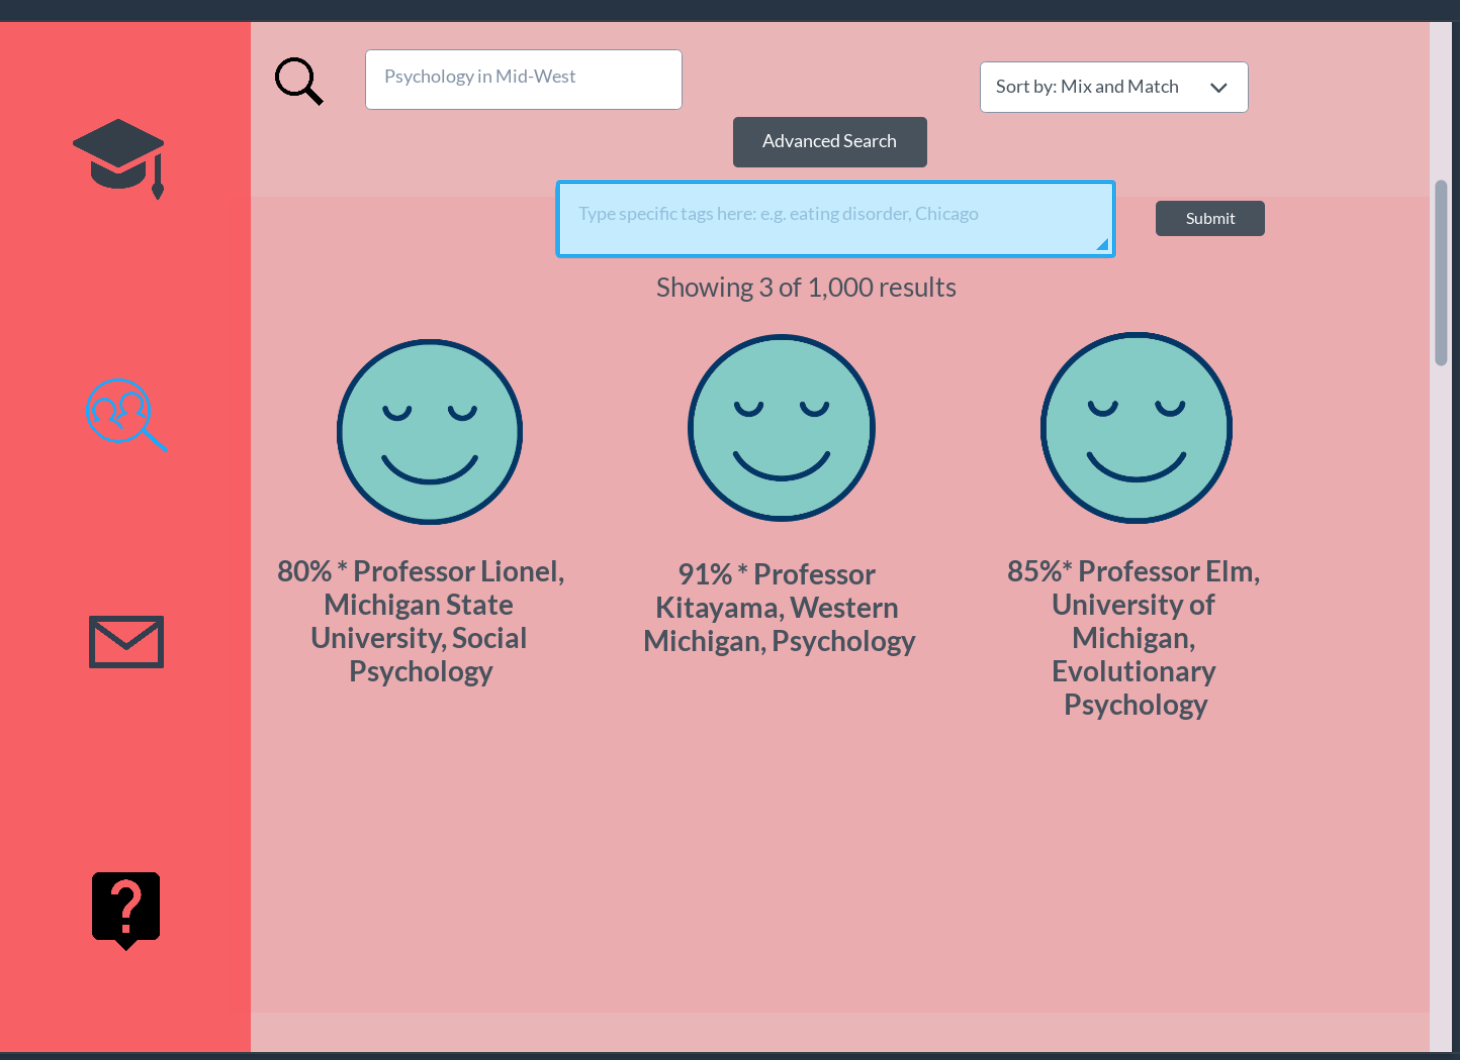 Psychology in Mid-West
Sort by: Mix and Match
Advanced Search
Type specific tags here: e.g. eating disorder, Chicago
Submit
Showing 3 of 1,000 results
80% * Professor Lionel,
Michigan State
University, Social
Psychology
91% * Professor
Kitayama, Western
Michigan, Psychology
85%* Professor Elm,
University of
Michigan,
Evolutionary
Psychology
?